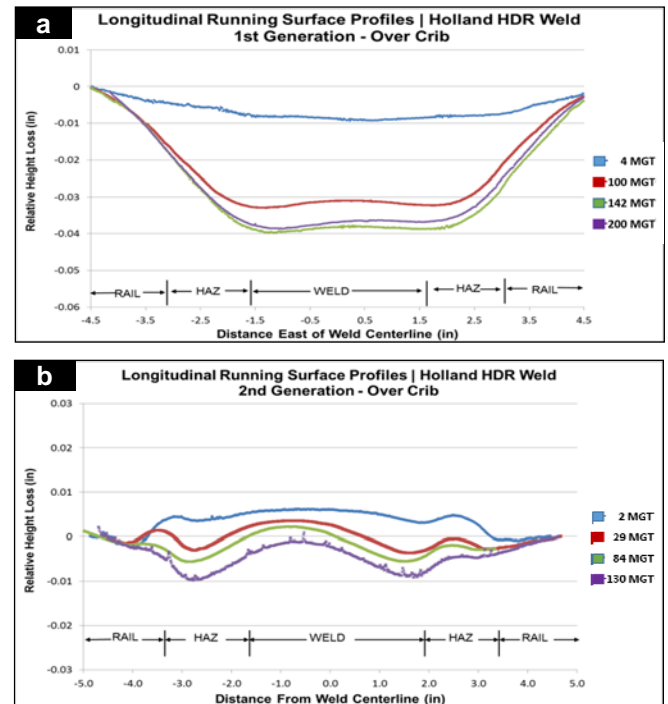 a
Longitudinal Running Surface Profiles | Holland HDR Weld
1st Generation - Over Crib
Relative Height Loss (in)
0.01
0
-0.01
-0.02
-0.03
-0.04
-0.05
-0.06
4 MGT
100 MGT
142 MGT
200 MGT
RAIL HAZ WELD HAZ RAIL
-4.5 -3.5 -2.5 -1.5 -0.5 0.5 1.5 2.5 3.5 4.5
Distance East of Weld Centerline (in)
b
Longitudinal Running Surface Profiles | Holland HDR Weld
2nd Generation - Over Crib
Relative Height Loss (in)
0.03
0.02
0.01
0
-0.01
-0.02
-0.03
2 MGT
29 MGT
84 MGT
130 MGT
RAIL HAZ WELD HAZ RAIL
-5.0 -4.0 -3.0 -2.0 -1.0 0.0 1.0 2.0 3.0 4.0 5.0
Distance From Weld Centerline (in)